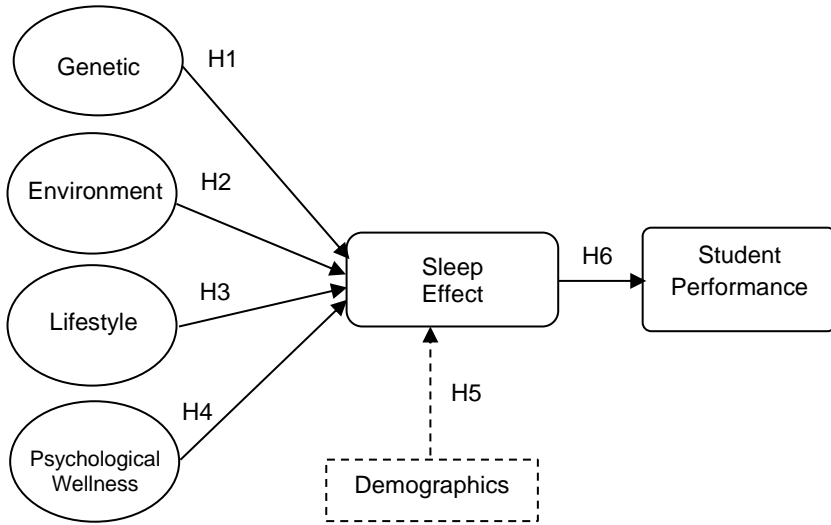 Genetic
H1
Environment
H2
Lifestyle
H3
Psychological
Wellness
H4
Sleep
Effect
H5
Demographics
H6
Student
Performance